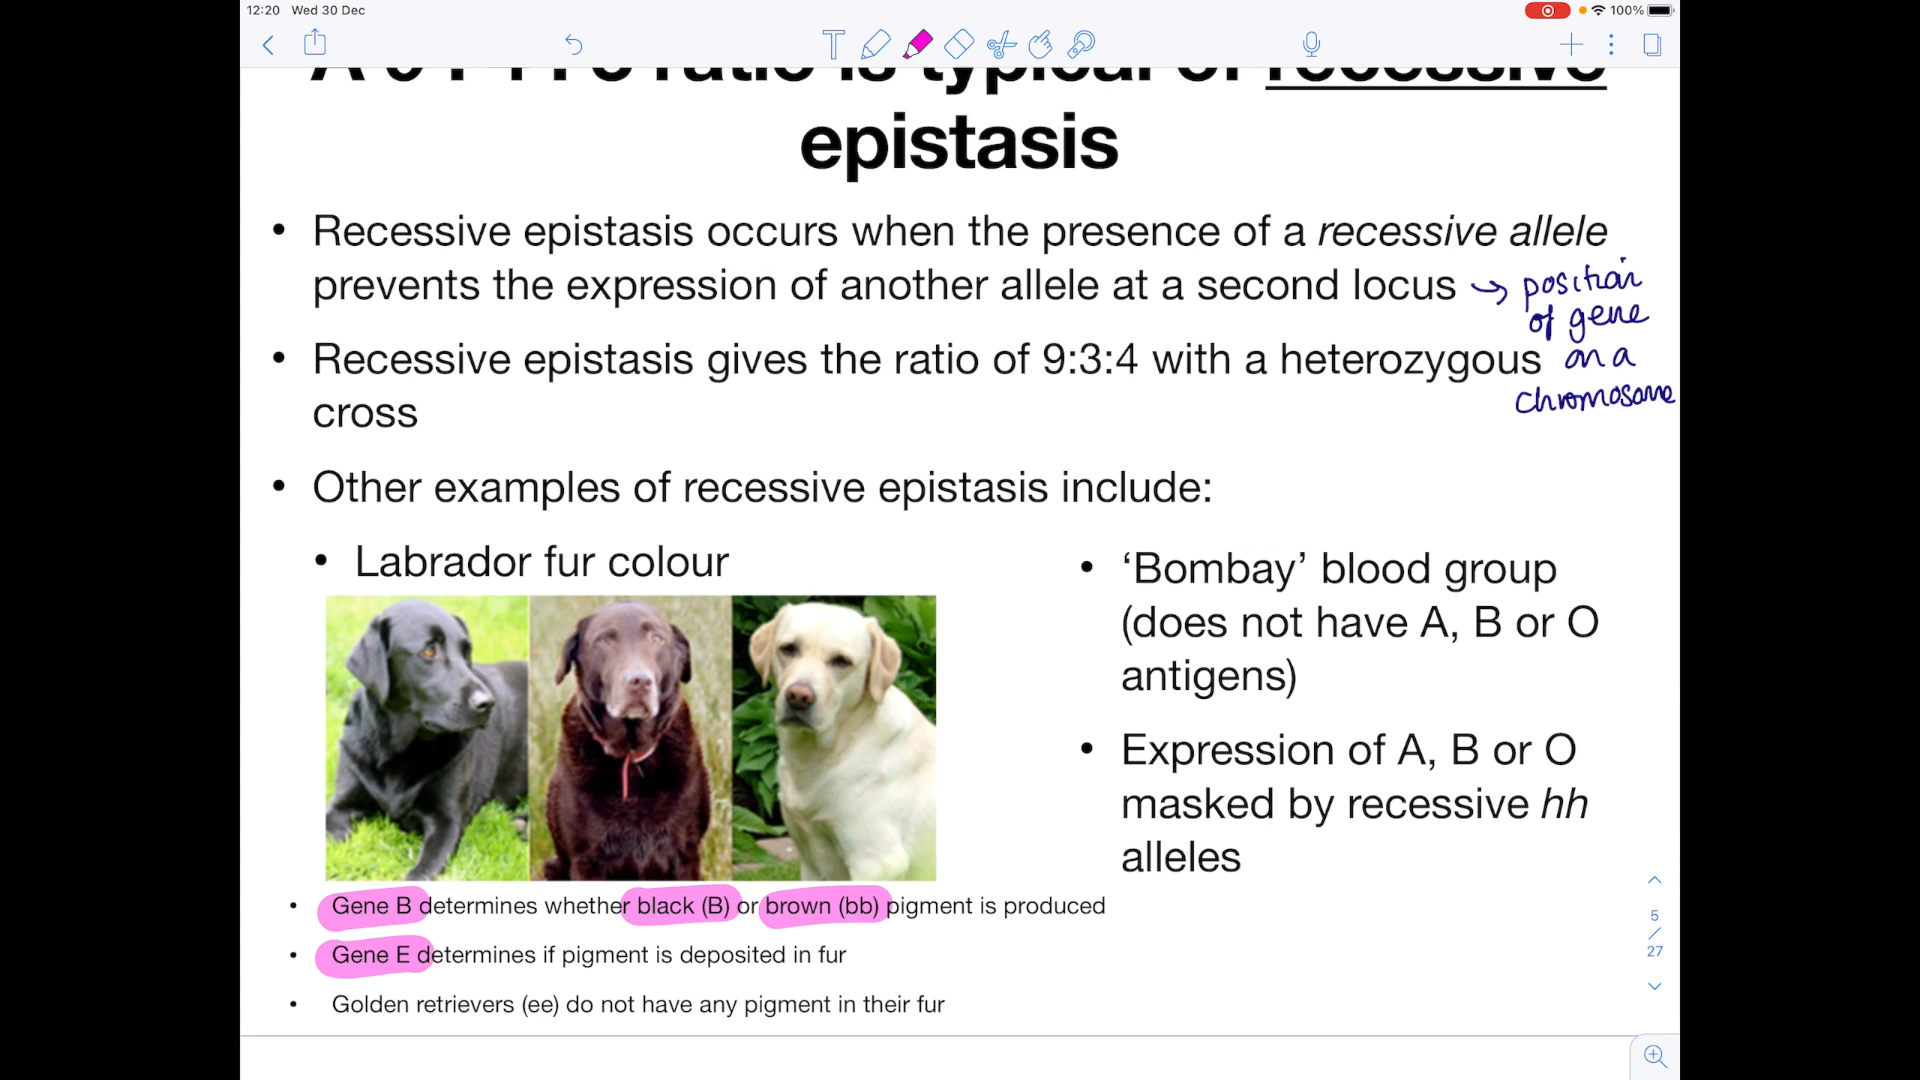 12:20 Wed 30 Dec
100%
ratio is typical of recessive
epistasis
• Recessive epistasis occurs when the presence of a recessive allele
prevents the expression of another allele at a second locus → position
of gene
on a
chromosome
• Recessive epistasis gives the ratio of 9:3:4 with a heterozygous
cross
• Other examples of recessive epistasis include:
• Labrador fur colour
• ‘Bombay’ blood group
(does not have A, B or O
antigens)
• Expression of A, B or O
masked by recessive hh
alleles
• Gene B determines whether black (B) or brown (bb) pigment is produced
• Gene E determines if pigment is deposited in fur
• Golden retrievers (ee) do not have any pigment in their fur
5
/
27